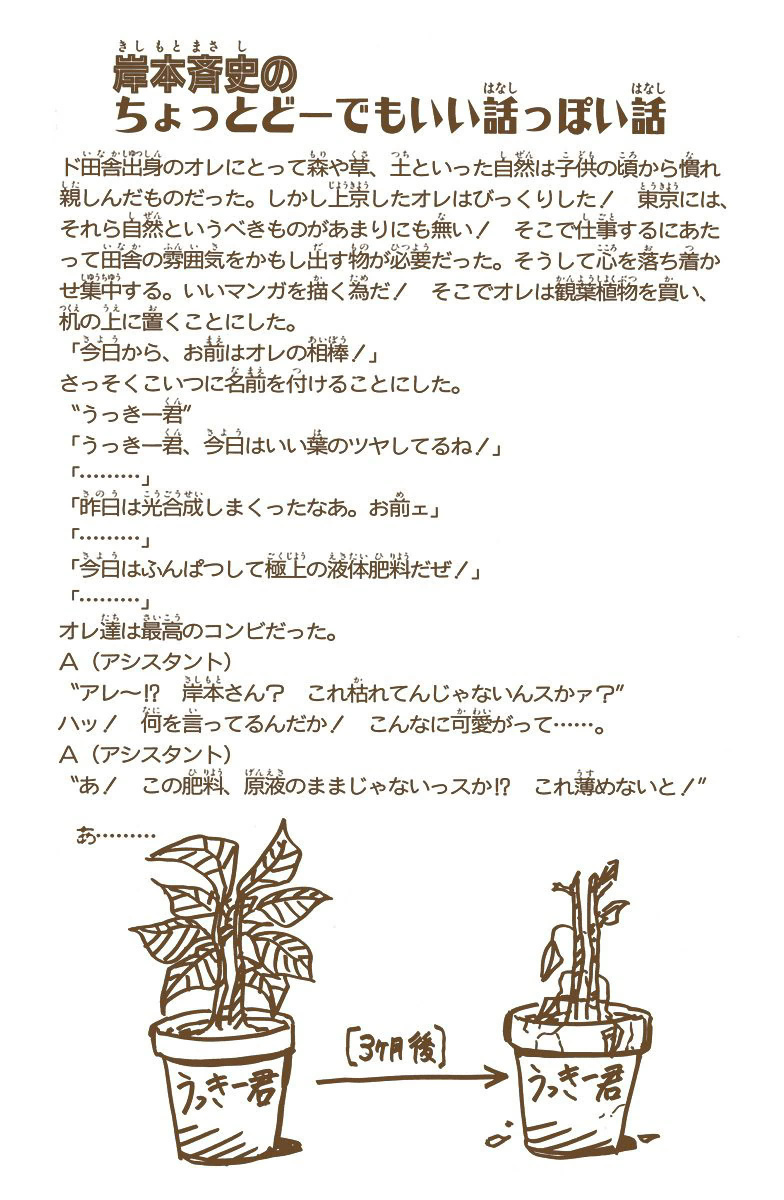 岸本斉史の
ちょっとどーでもいい話っぽい話
ド田舎出身のオレにとって森や草、土といった自然は子供の頃から慣れ
親しんだものだった。しかし上京したオレはびっくりした！　東京には、
それら自然というべきものがあまりにも無い！　そこで仕事するにあた
って田舎の雰囲気をかもし出す物が必要だった。そうして心を落ち着か
せ集中する。いいマンガを描く為だ！　そこでオレは観葉植物を買い、
机の上に置くことにした。
「今日から、お前はオレの相棒！」
さっそくこいつに名前を付けることにした。
〝うっきー君〟
「うっきー君、今日はいい葉のツヤしてるね！」
「………」
「昨日は光合成しまくったなあ。お前ェ」
「………」
「今日はふんぱつして極上の液体肥料だぜ！」
「………」
オレ達は最高のコンビだった。
A（アシスタント）
〝アレ～!?　岸本さん？　これ枯れてんじゃないんスかァ？〟
ハッ！　何を言ってるんだか！　こんなに可愛がって……。
A（アシスタント）
〝あ！　この肥料、原液のままじゃないっスか!?　これ薄めないと！〟
あ………
[3ヶ月後]
うっきー君
うっきー君